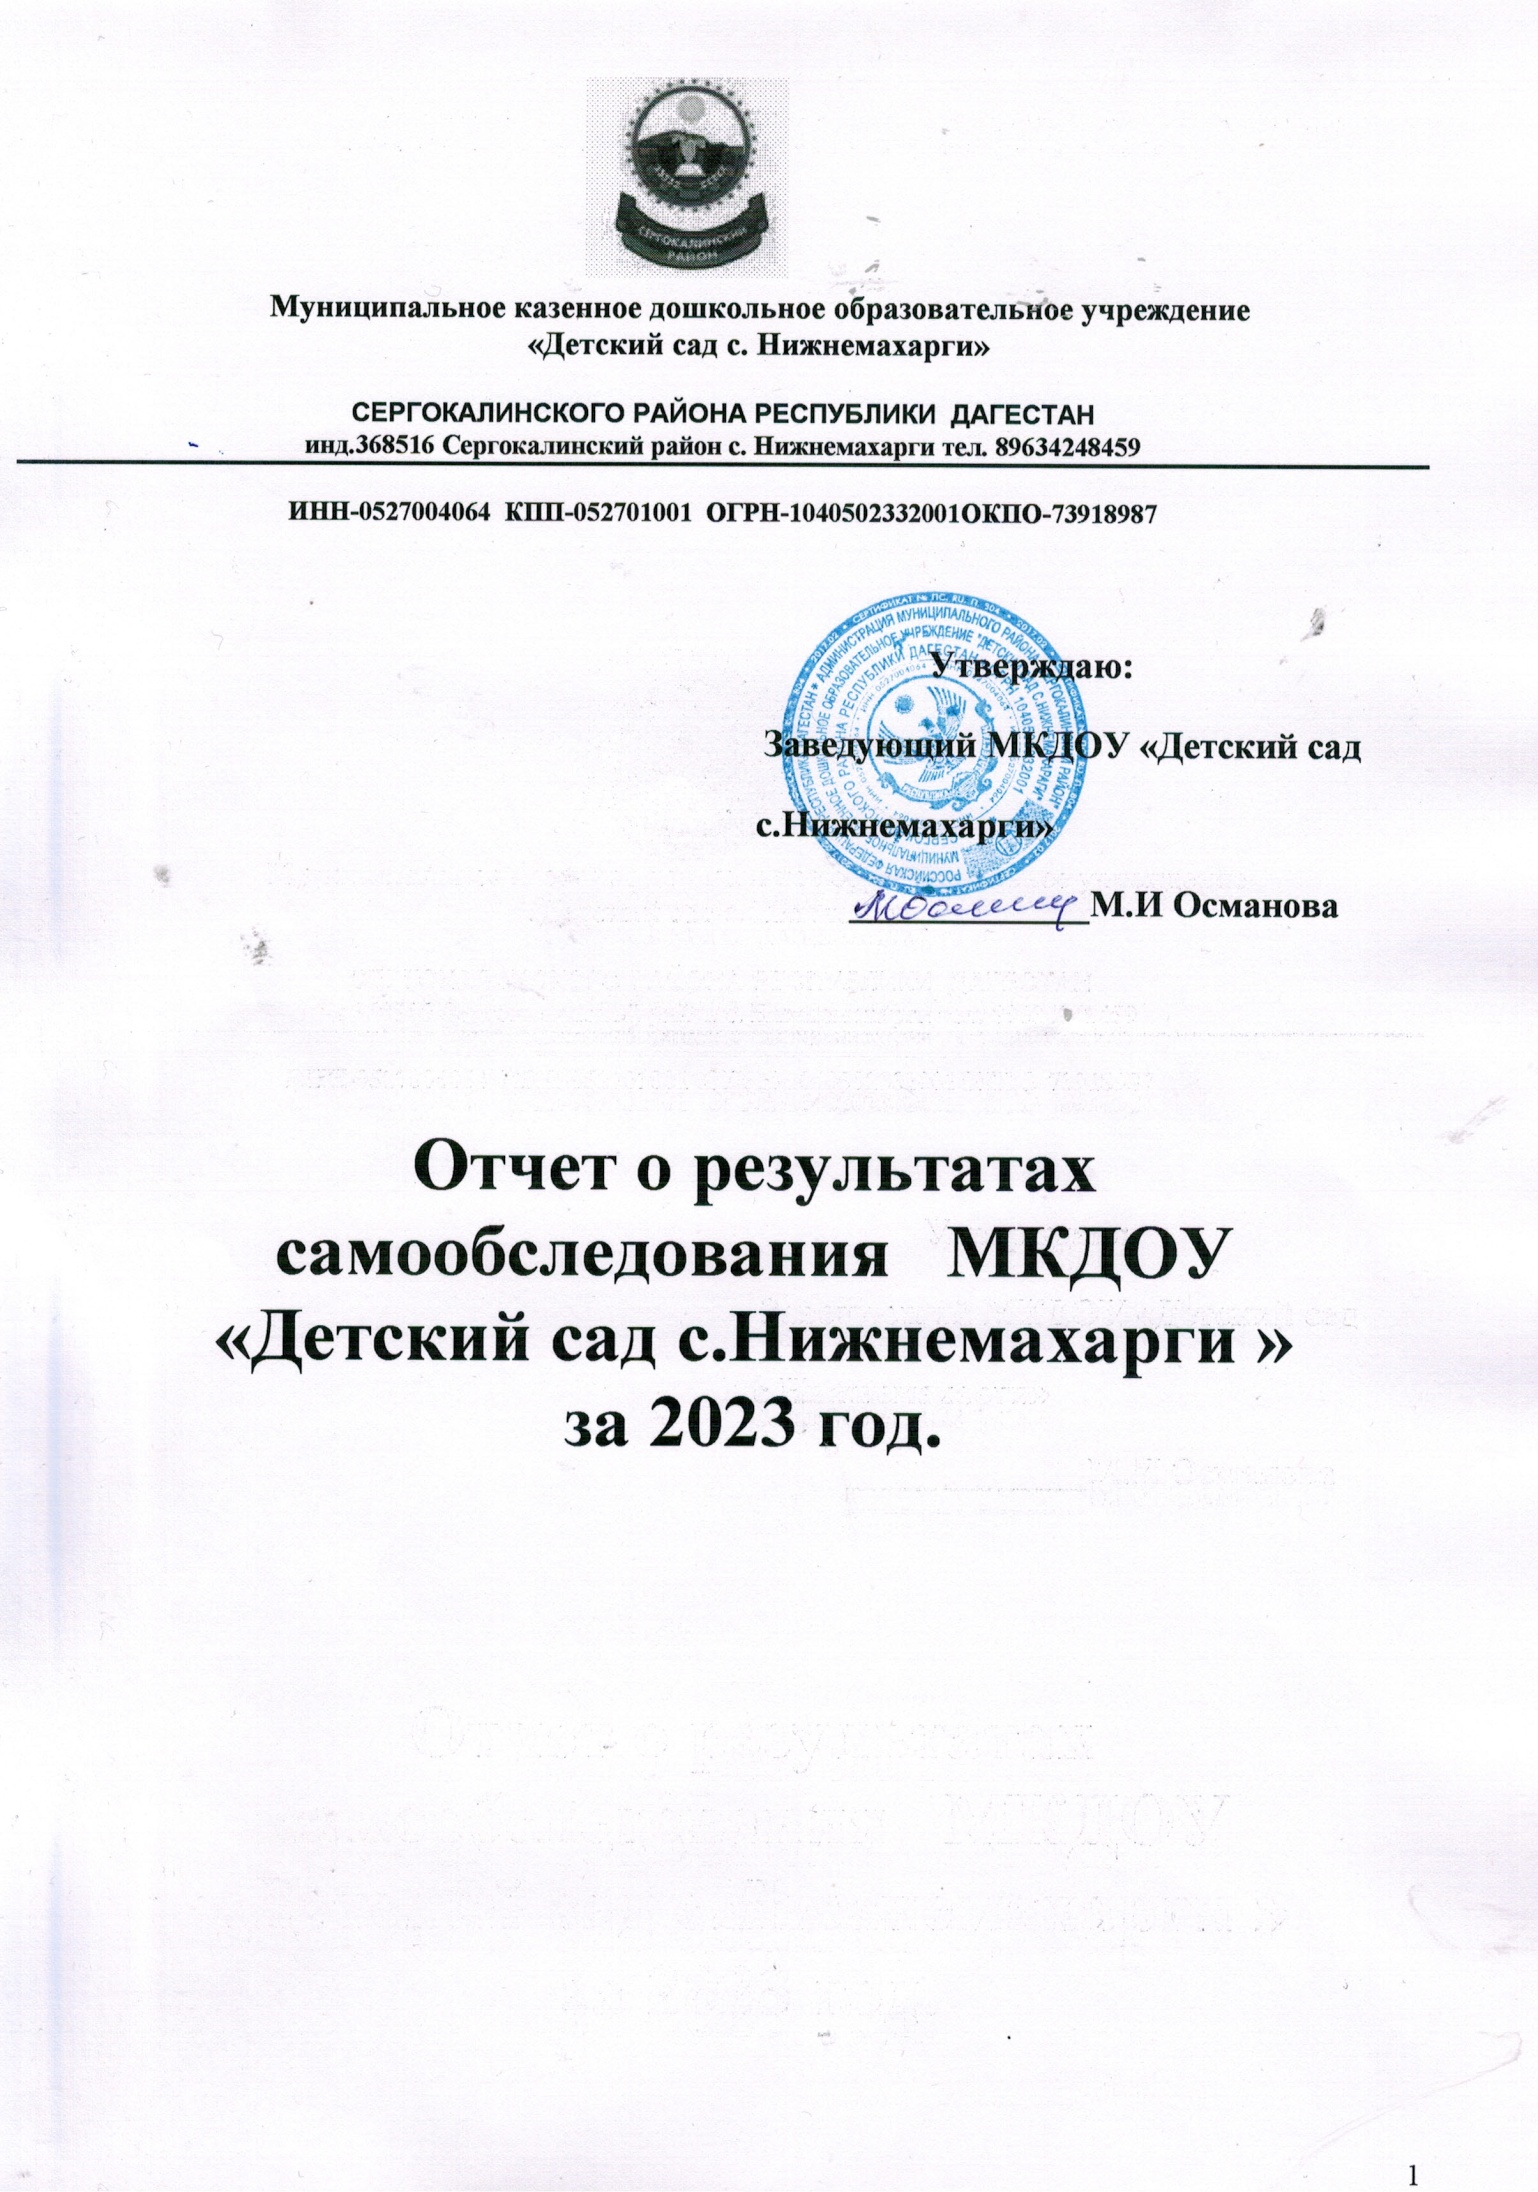 СЕРГОКАЛИНСКИЙ
РАЙОН
Муниципальное казенное дошкольное образовательное учреждение
«Детский сад с. Нижнемахарги»
СЕРГОКАЛИНСКОГО РАЙОНА РЕСПУБЛИКИ ДАГЕСТАН
инд.368516 Сергокалинский район с. Нижнемахарги тел. 89634248459
ИНН-0527004064 КПП-052701001 ОГРН-1040502332001ОКПО-73918987
Утверждаю:
Заведующий МКДОУ «Детский сад
с.Нижнемахарги»
М.И Османова
Отчет о результатах
самообследования МКДОУ
«Детский сад с.Нижнемахарги »
за 2023 год.
1